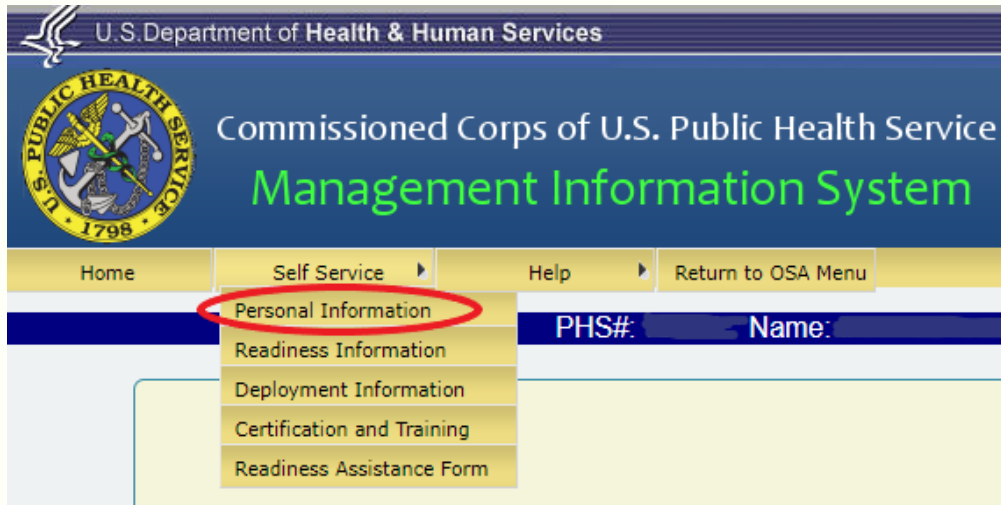 U.S.Department of Health & Human Services
U.S. PUBLIC HEALTH SERVICE
1798
Commissioned Corps of U.S. Public Health Service
Management Information System
Home Self Service Help Return to OSA Menu
Personal Information
PHS#: Name:
Readiness Information
Deployment Information
Certification and Training
Readiness Assistance Form